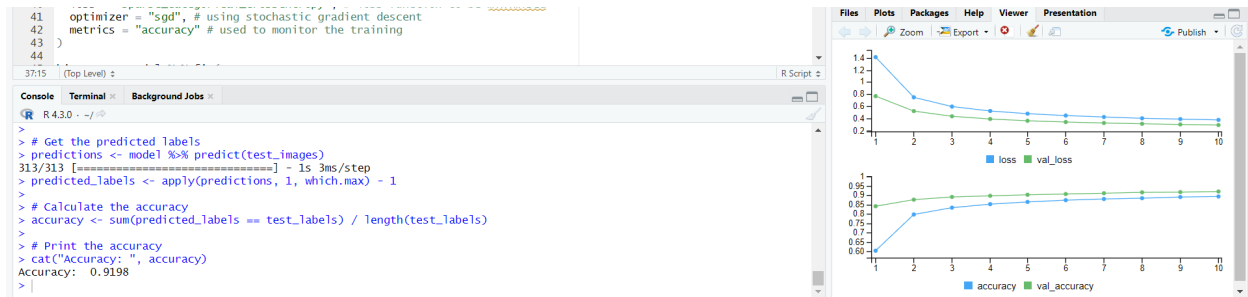 41 optimizer = "sgd", # using stochastic gradient descent
42 metrics = "accuracy" # used to monitor the training
43 )
44
37:15 (Top Level) R Script
Console Terminal Background Jobs
R 4.3.0 · ~/
>
> # Get the predicted labels
> predictions <- model %>% predict(test_images)
313/313 [==============================] - 1s 3ms/step
> predicted_labels <- apply(predictions, 1, which.max) - 1
>
> # Calculate the accuracy
> accuracy <- sum(predicted_labels == test_labels) / length(test_labels)
>
> # Print the accuracy
> cat("Accuracy: ", accuracy)
Accuracy:  0.9198
>
Files Plots Packages Help Viewer Presentation
Zoom Export Publish
1.4
1.2
1
0.8
0.6
0.4
0.2
1 2 3 4 5 6 7 8 9 10
loss val_loss
1
0.95
0.9
0.85
0.8
0.75
0.7
0.65
0.60
1 2 3 4 5 6 7 8 9 10
accuracy val_accuracy